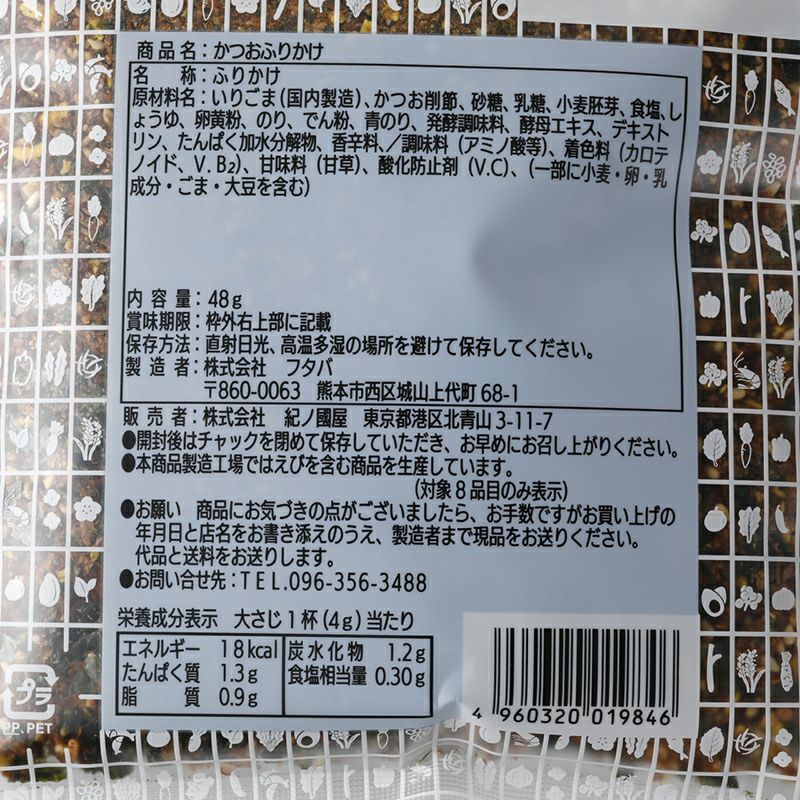 商品名：かつおふりかけ
名　　称：ふりかけ
原材料名：いりごま（国内製造）、かつお削節、砂糖、乳糖、小麦胚芽、食塩、し
ょうゆ、卵黄粉、のり、でん粉、青のり、発酵調味料、酵母エキス、デキスト
リン、たんぱく加水分解物、香辛料／調味料（アミノ酸等）、着色料（カロテ
ノイド、V. B₂）、甘味料（甘草）、酸化防止剤（V.C）、（一部に小麦・卵・乳
成分・ごま・大豆を含む）
内容量：48g
賞味期限：枠外右上部に記載
保存方法：直射日光、高温多湿の場所を避けて保存してください。
製造者：株式会社　フタバ
〒860-0063　熊本市西区城山上代町68-1
販売者：株式会社　紀ノ國屋　東京都港区北青山3-11-7
●開封後はチャックを閉めて保存していただき、お早めにお召し上がりください。
●本商品製造工場ではえびを含む商品を生産しています。
（対象8品目のみ表示）
●お願い　商品にお気づきの点がございましたら、お手数ですがお買い上げの
年月日と店名をお書き添えのうえ、製造者まで現品をお送りください。
代品と送料をお送りします。
●お問い合せ先：TEL.096-356-3488
栄養成分表示　大さじ1杯（4g）当たり
エネルギー　18kcal　炭水化物　1.2g
たんぱく質　1.3g　食塩相当量　0.30g
脂　　質　0.9g
プラ
PP, PET
4 960320 019846